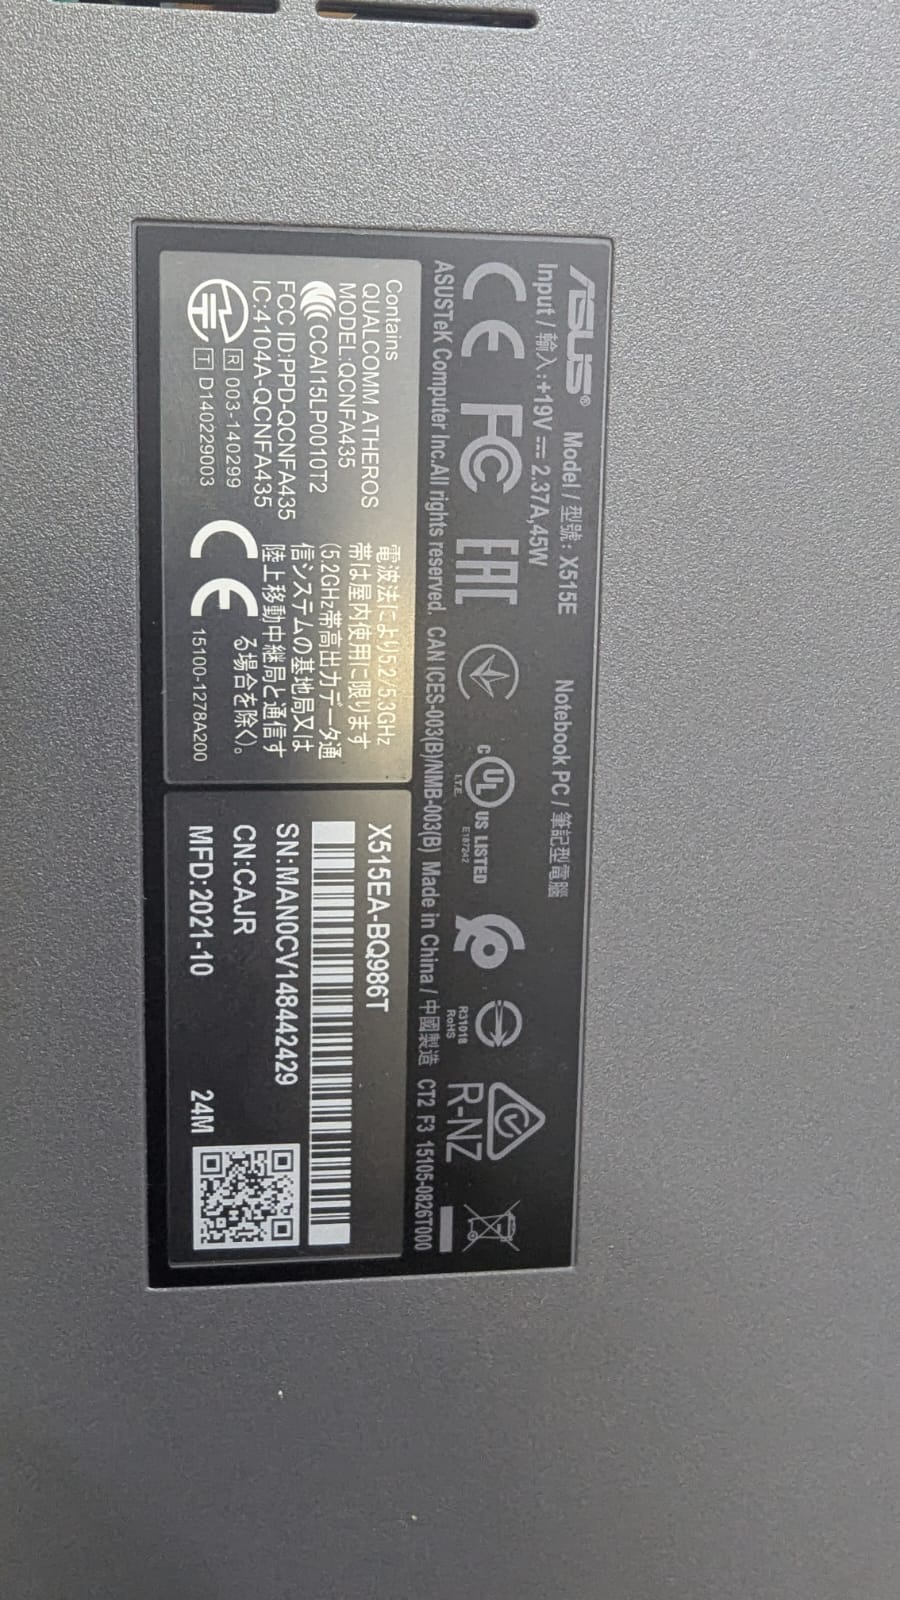 ASUS® Model / 型號 : X515E Notebook PC / 筆記型電腦
Input / 輸入:+19V⎓2.37A,45W
CE FC EAC c UL US LISTED
I.T.E. E187242
R31018
RoHS
R-NZ
ASUSTeK Computer Inc.All rights reserved. CAN ICES-003(B)/NMB-003(B) Made in China / 中國製造 CT2 F3 15105-0826T000
Contains
QUALCOMM ATHEROS
MODEL:QCNFA435
CCAI15LP0010T2
FCC ID:PPD-QCNFA435
IC:4104A-QCNFA435
R 003-140299
T D140229003
電波法により5.2/5.3GHz
帯は屋内使用に限ります
(5.2GHz帯高出力データ通
信システムの基地局又は
陸上移動中継局と通信す
る場合を除く)。
CE 15100-1278A200
X515EA-BQ986T
SN:MAN0CV148442429
CN:CAJR
MFD:2021-10 24M